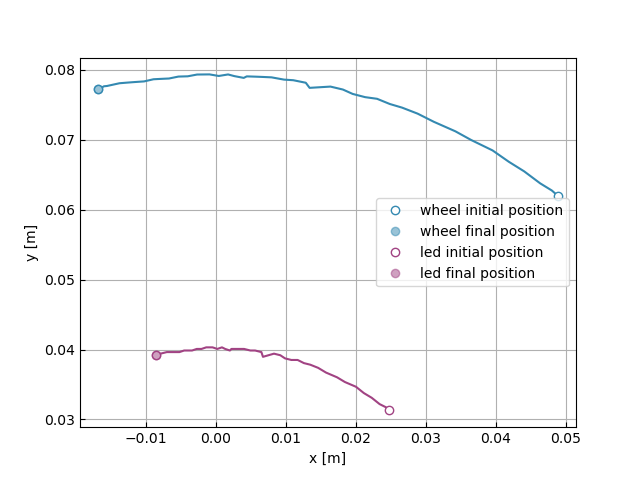 0.08
0.07
0.06
0.05
0.04
0.03
y [m]
wheel initial position
wheel final position
led initial position
led final position
−0.01 0.00 0.01 0.02 0.03 0.04 0.05
x [m]